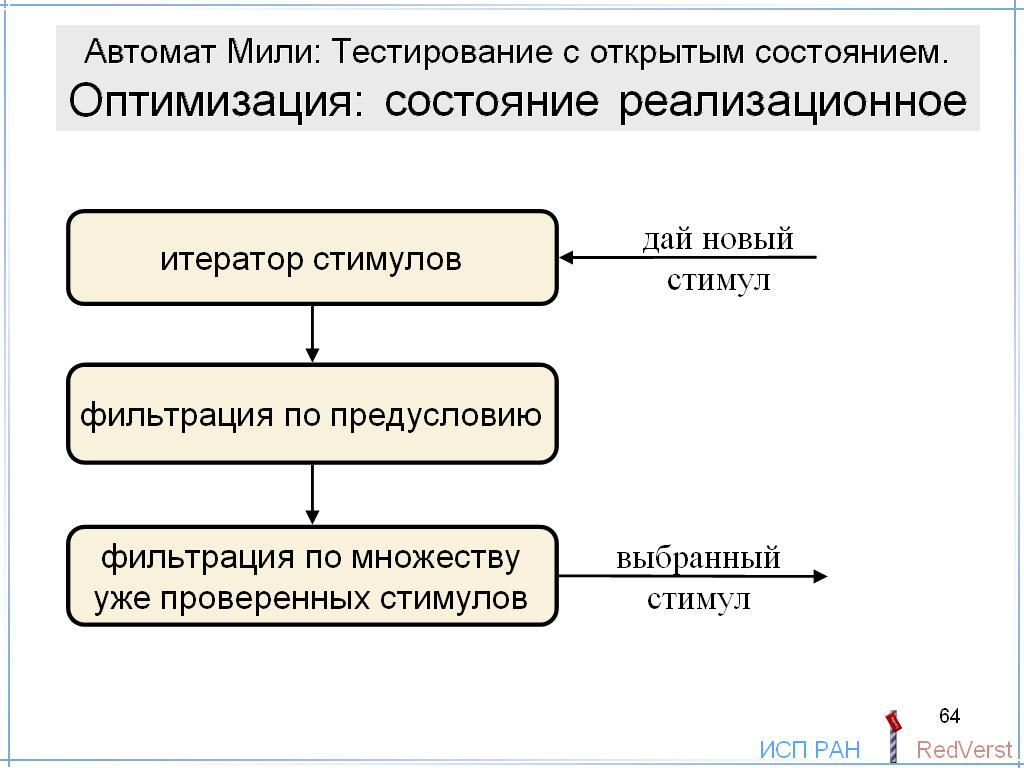 Автомат Мили: Тестирование с открытым состоянием.
Оптимизация: состояние реализационное
итератор стимулов
дай новый
стимул
фильтрация по предусловию
фильтрация по множеству
уже проверенных стимулов
выбранный
стимул
64
ИСП РАН
RedVerst